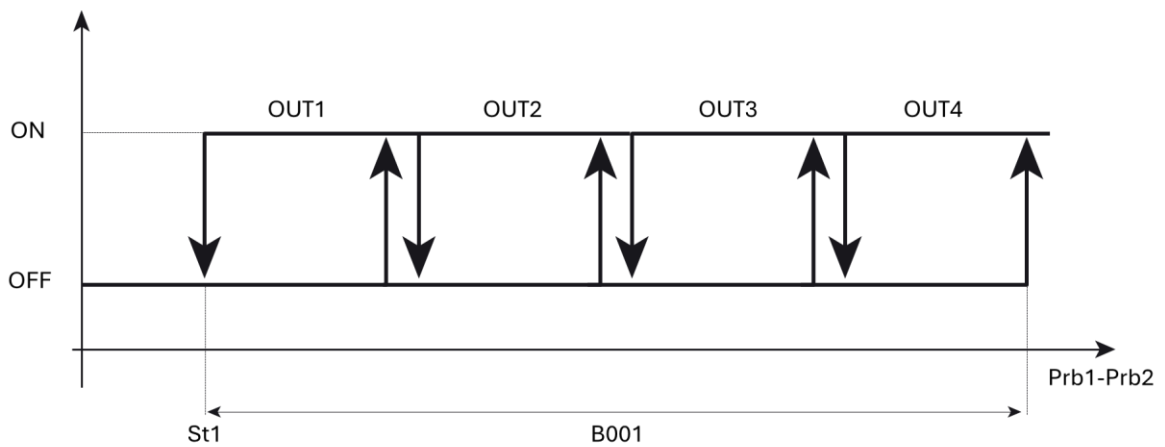 OUT1
OUT2
OUT3
OUT4
ON
OFF
Prb1-Prb2
St1
B001